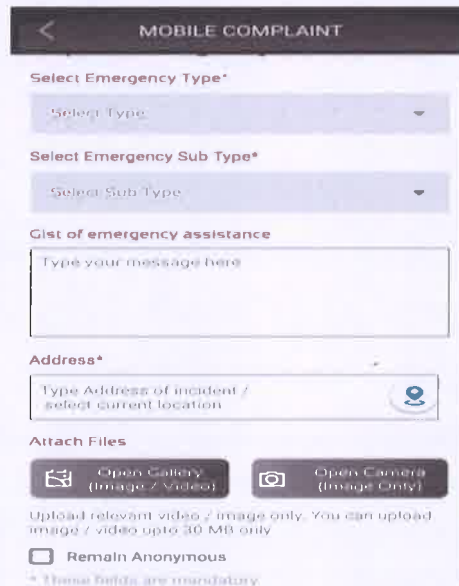 MOBILE COMPLAINT
Select Emergency Type*
Select Type
Select Emergency Sub Type*
Select Sub Type
Gist of emergency assistance
Type your message here
Address*
Type Address of incident /
select current location
Attach Files
Open Gallery
(Image / Video)
Open Camera
(Image Only)
Upload relevant video / image only. You can upload
image / video upto 30 MB only
Remain Anonymous
* These fields are mandatory